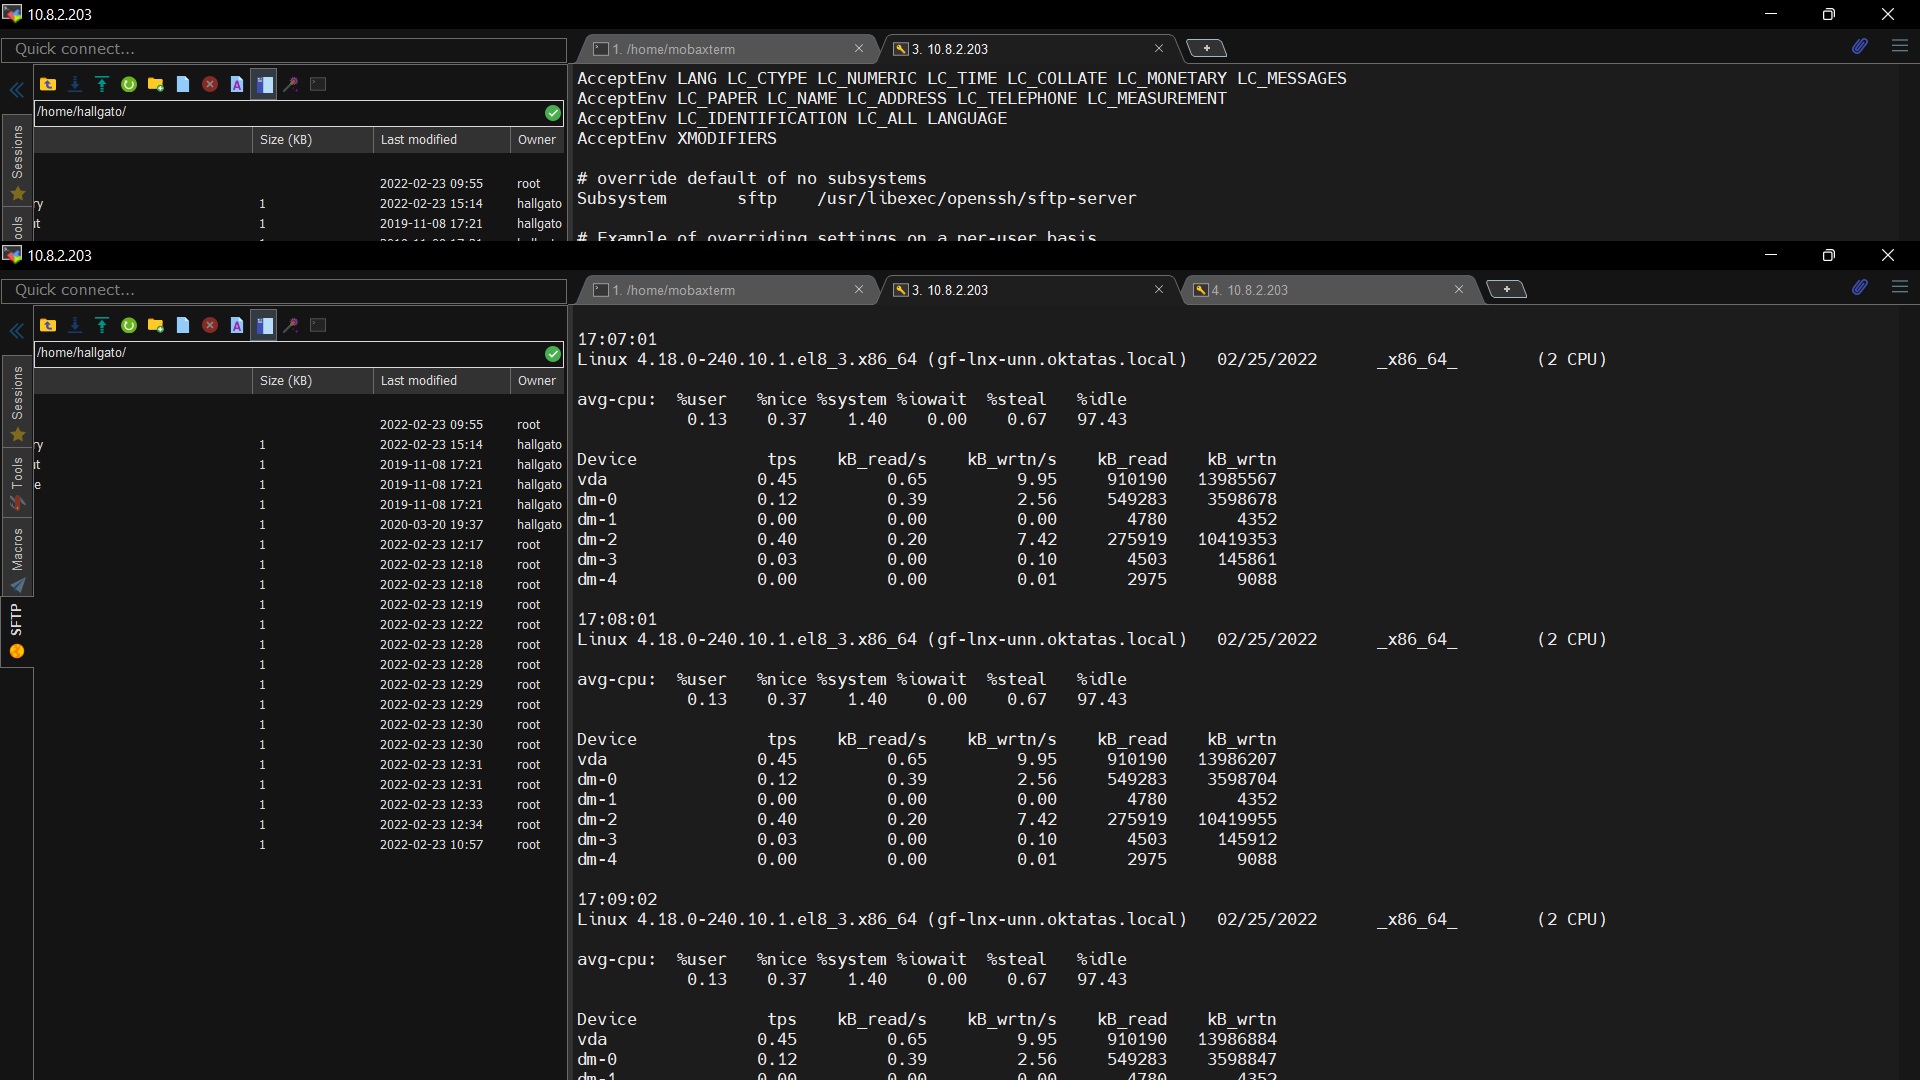 10.8.2.203
Quick connect...
1. /home/mobaxterm
3. 10.8.2.203
/home/hallgato/
Size (KB) Last modified Owner
2022-02-23 09:55 root
ry 1 2022-02-23 15:14 hallgato
it 1 2019-11-08 17:21 hallgato
Sessions
ools
AcceptEnv LANG LC_CTYPE LC_NUMERIC LC_TIME LC_COLLATE LC_MONETARY LC_MESSAGES
AcceptEnv LC_PAPER LC_NAME LC_ADDRESS LC_TELEPHONE LC_MEASUREMENT
AcceptEnv LC_IDENTIFICATION LC_ALL LANGUAGE
AcceptEnv XMODIFIERS
# override default of no subsystems
Subsystem sftp /usr/libexec/openssh/sftp-server
# Example of overriding settings on a per-user basis
10.8.2.203
Quick connect...
1. /home/mobaxterm
3. 10.8.2.203
4. 10.8.2.203
/home/hallgato/
Size (KB) Last modified Owner
2022-02-23 09:55 root
ry 1 2022-02-23 15:14 hallgato
it 1 2019-11-08 17:21 hallgato
e 1 2019-11-08 17:21 hallgato
1 2019-11-08 17:21 hallgato
1 2020-03-20 19:37 hallgato
1 2022-02-23 12:17 root
1 2022-02-23 12:18 root
1 2022-02-23 12:18 root
1 2022-02-23 12:19 root
1 2022-02-23 12:22 root
1 2022-02-23 12:28 root
1 2022-02-23 12:28 root
1 2022-02-23 12:29 root
1 2022-02-23 12:29 root
1 2022-02-23 12:30 root
1 2022-02-23 12:30 root
1 2022-02-23 12:31 root
1 2022-02-23 12:31 root
1 2022-02-23 12:33 root
1 2022-02-23 12:34 root
1 2022-02-23 10:57 root
Sessions
Tools
Macros
SFTP
17:07:01
Linux 4.18.0-240.10.1.el8_3.x86_64 (gf-lnx-unn.oktatas.local) 02/25/2022 _x86_64_ (2 CPU)
avg-cpu: %user %nice %system %iowait %steal %idle
0.13 0.37 1.40 0.00 0.67 97.43
Device tps kB_read/s kB_wrtn/s kB_read kB_wrtn
vda 0.45 0.65 9.95 910190 13985567
dm-0 0.12 0.39 2.56 549283 3598678
dm-1 0.00 0.00 0.00 4780 4352
dm-2 0.40 0.20 7.42 275919 10419353
dm-3 0.03 0.00 0.10 4503 145861
dm-4 0.00 0.00 0.01 2975 9088
17:08:01
Linux 4.18.0-240.10.1.el8_3.x86_64 (gf-lnx-unn.oktatas.local) 02/25/2022 _x86_64_ (2 CPU)
avg-cpu: %user %nice %system %iowait %steal %idle
0.13 0.37 1.40 0.00 0.67 97.43
Device tps kB_read/s kB_wrtn/s kB_read kB_wrtn
vda 0.45 0.65 9.95 910190 13986207
dm-0 0.12 0.39 2.56 549283 3598704
dm-1 0.00 0.00 0.00 4780 4352
dm-2 0.40 0.20 7.42 275919 10419955
dm-3 0.03 0.00 0.10 4503 145912
dm-4 0.00 0.00 0.01 2975 9088
17:09:02
Linux 4.18.0-240.10.1.el8_3.x86_64 (gf-lnx-unn.oktatas.local) 02/25/2022 _x86_64_ (2 CPU)
avg-cpu: %user %nice %system %iowait %steal %idle
0.13 0.37 1.40 0.00 0.67 97.43
Device tps kB_read/s kB_wrtn/s kB_read kB_wrtn
vda 0.45 0.65 9.95 910190 13986884
dm-0 0.12 0.39 2.56 549283 3598847
dm-1 0.00 0.00 0.00 4780 4352